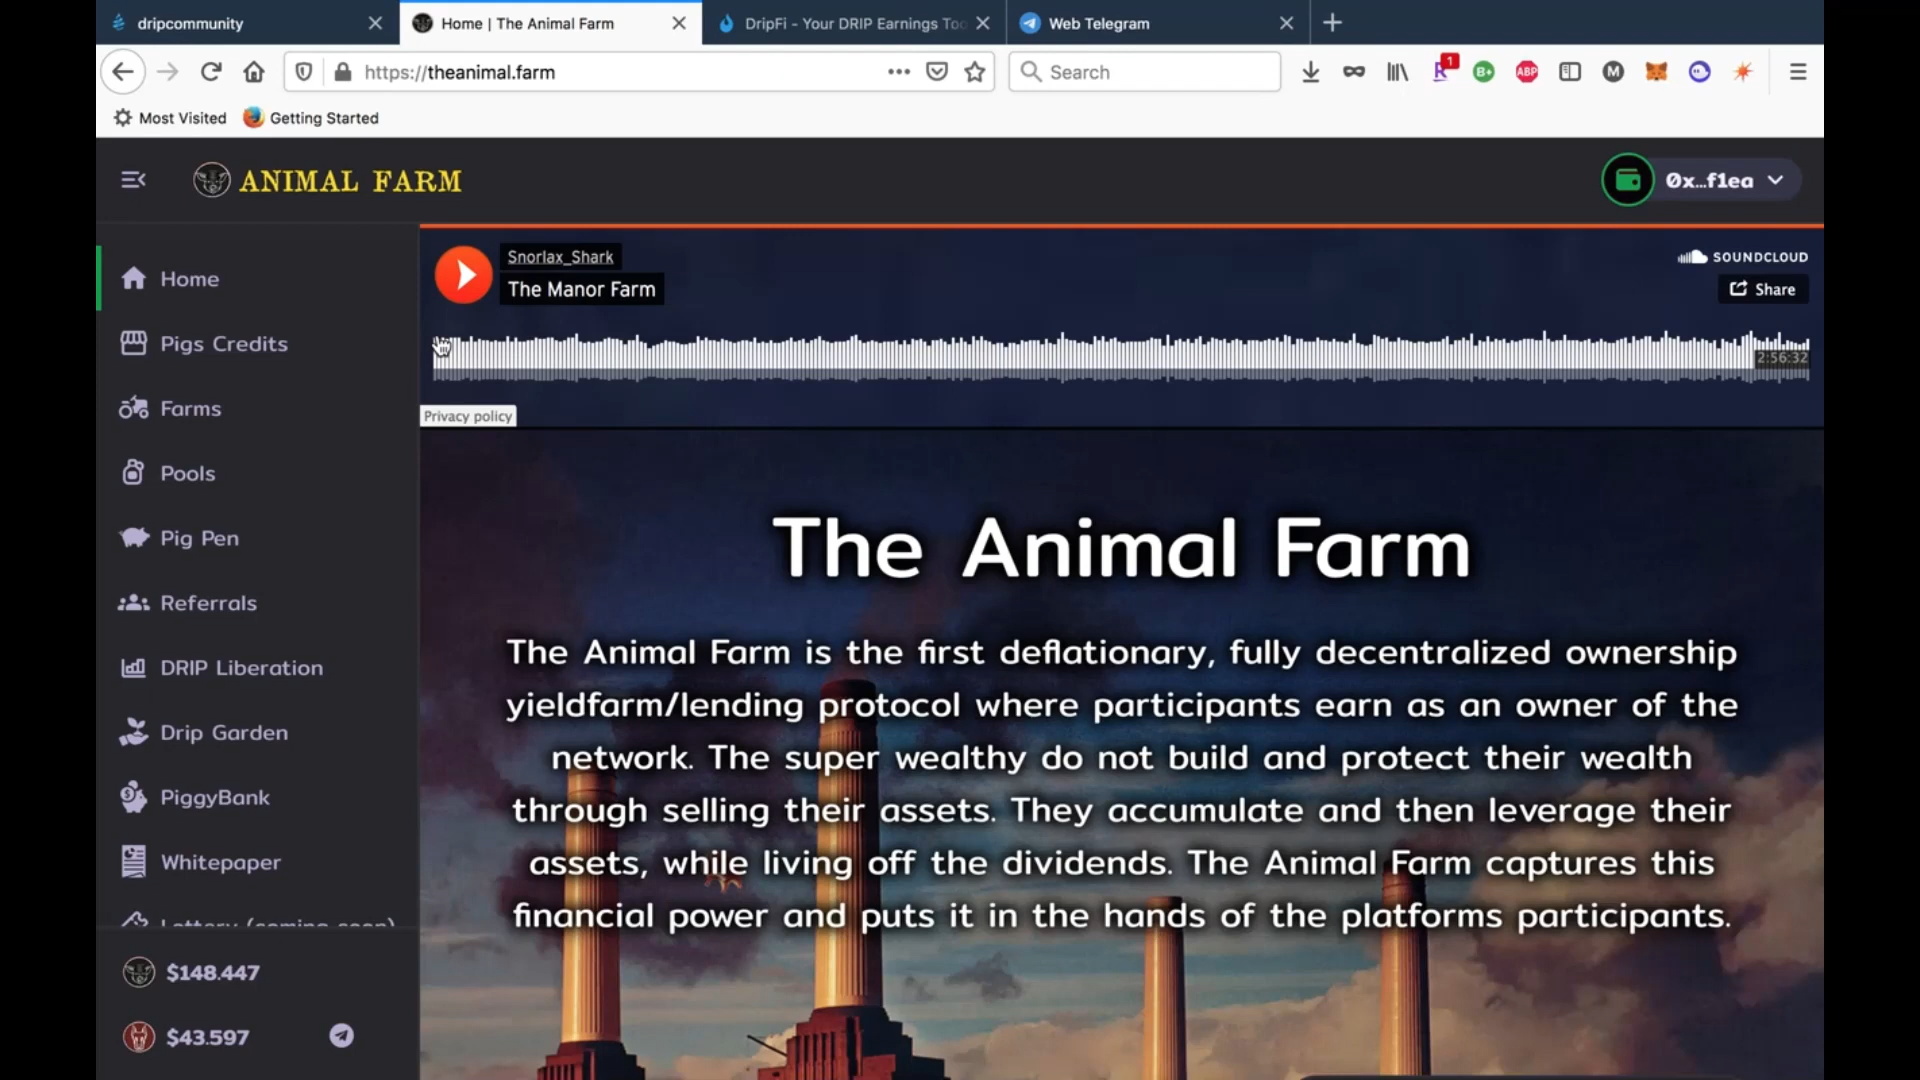 dripcommunity
Home | The Animal Farm
DripFi - Your DRIP Earnings Too
Web Telegram
https://theanimal.farm
Search
1
B+
ABP
M
Most Visited
Getting Started
ANIMAL FARM
0x...f1ea
Home
Pigs Credits
Farms
Pools
Pig Pen
Referrals
DRIP Liberation
Drip Garden
PiggyBank
Whitepaper
Lottery (coming soon)
$148.447
$43.597
Snorlax_Shark
The Manor Farm
SOUNDCLOUD
Share
2:56:32
Privacy policy
The Animal Farm
The Animal Farm is the first deflationary, fully decentralized ownership
yieldfarm/lending protocol where participants earn as an owner of the
network. The super wealthy do not build and protect their wealth
through selling their assets. They accumulate and then leverage their
assets, while living off the dividends. The Animal Farm captures this
financial power and puts it in the hands of the platforms participants.